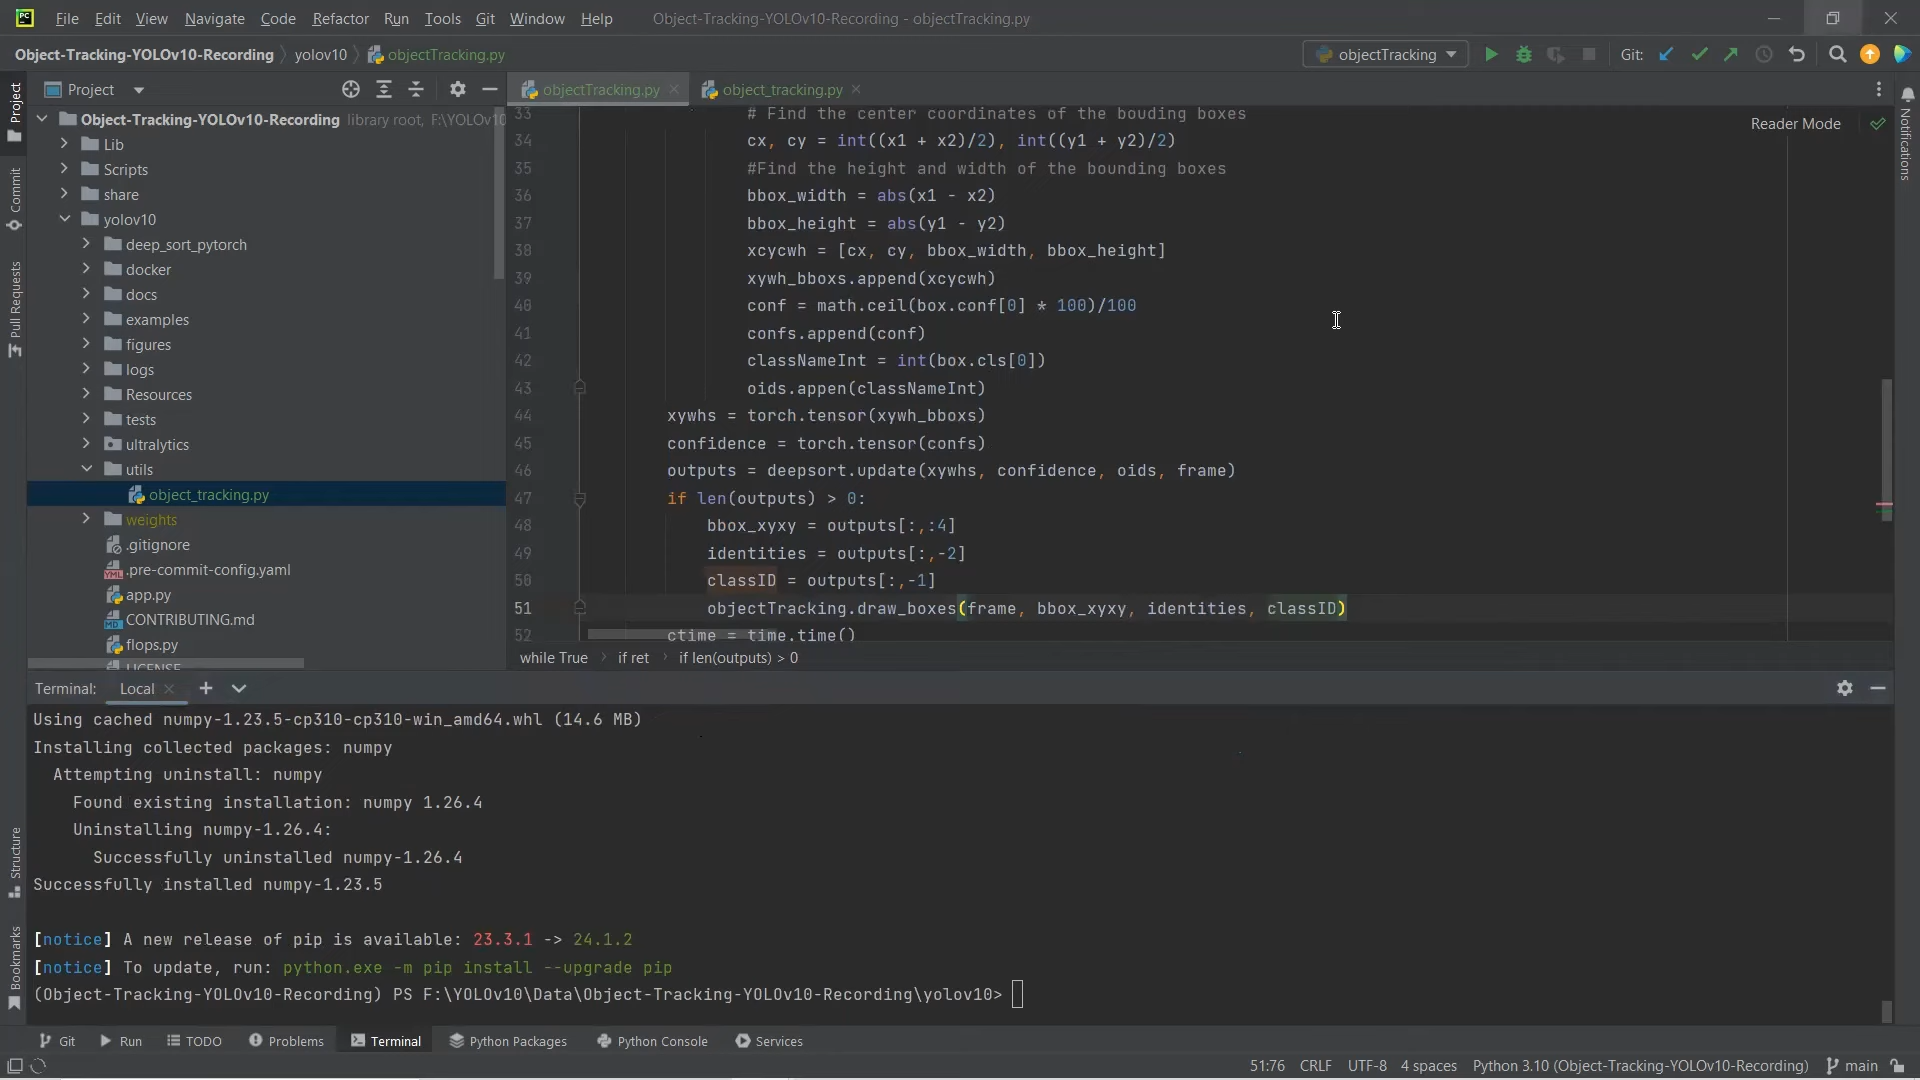 PC File Edit View Navigate Code Refactor Run Tools Git Window Help Object-Tracking-YOLOv10-Recording - objectTracking.py
Object-Tracking-YOLOv10-Recording yolov10 objectTracking.py objectTracking Git:
Project
Object-Tracking-YOLOv10-Recording library root, F:\YOLOv10
Lib
Scripts
share
yolov10
deep_sort_pytorch
docker
docs
examples
figures
logs
Resources
tests
ultralytics
utils
object_tracking.py
weights
.gitignore
.pre-commit-config.yaml
app.py
CONTRIBUTING.md
flops.py
LICENSE
objectTracking.py object_tracking.py
Reader Mode
33 # Find the center coordinates of the bouding boxes
34 cx, cy = int((x1 + x2)/2), int((y1 + y2)/2)
35 #Find the height and width of the bounding boxes
36 bbox_width = abs(x1 - x2)
37 bbox_height = abs(y1 - y2)
38 xcycwh = [cx, cy, bbox_width, bbox_height]
39 xywh_bboxs.append(xcycwh)
40 conf = math.ceil(box.conf[0] * 100)/100
41 confs.append(conf)
42 classNameInt = int(box.cls[0])
43 oids.appen(classNameInt)
44 xywhs = torch.tensor(xywh_bboxs)
45 confidence = torch.tensor(confs)
46 outputs = deepsort.update(xywhs, confidence, oids, frame)
47 if len(outputs) > 0:
48 bbox_xyxy = outputs[:,:4]
49 identities = outputs[:,-2]
50 classID = outputs[:,-1]
51 objectTracking.draw_boxes(frame, bbox_xyxy, identities, classID)
52 ctime = time.time()
while True if ret if len(outputs) > 0
Project
Commit
Pull Requests
Structure
Bookmarks
Notifications
Terminal: Local
Using cached numpy-1.23.5-cp310-cp310-win_amd64.whl (14.6 MB)
Installing collected packages: numpy
Attempting uninstall: numpy
Found existing installation: numpy 1.26.4
Uninstalling numpy-1.26.4:
Successfully uninstalled numpy-1.26.4
Successfully installed numpy-1.23.5
[notice] A new release of pip is available: 23.3.1 -> 24.1.2
[notice] To update, run: python.exe -m pip install --upgrade pip
(Object-Tracking-YOLOv10-Recording) PS F:\YOLOv10\Data\Object-Tracking-YOLOv10-Recording\yolov10>
Git Run TODO Problems Terminal Python Packages Python Console Services
51:76 CRLF UTF-8 4 spaces Python 3.10 (Object-Tracking-YOLOv10-Recording) main